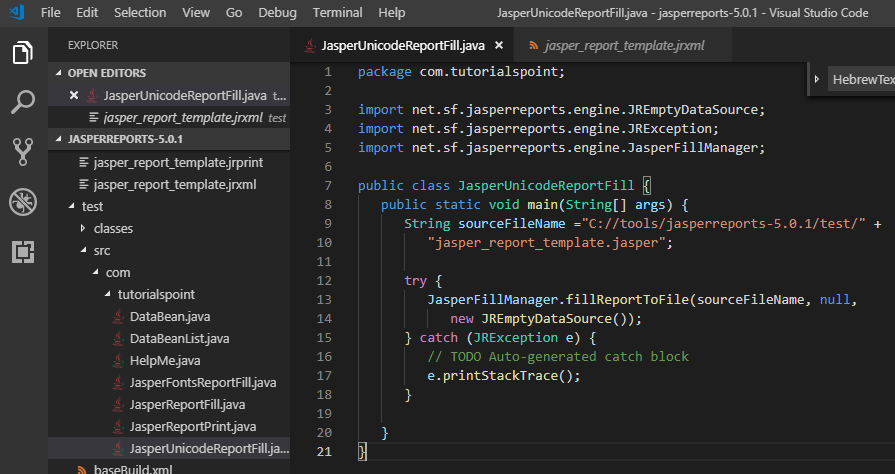 File Edit View Go Debug Terminal Help JasperUnicodeReportFill.java - jasperreports-5.0.1 - Visual Studio Code
EXPLORER
OPEN EDITORS
JasperUnicodeReportFill.java t...
jasper_report_template.jrxml test
JASPERREPORTS-5.0.1
jasper_report_template.jrprint
jasper_report_template.jrxml
test
classes
src
com
tutorialspoint
DataBean.java
DataBeanList.java
HelpMe.java
JasperFontsReportFill.java
JasperReportFill.java
JasperReportPrint.java
JasperUnicodeReportFill.ja...
baseBuild.xml
JasperUnicodeReportFill.java jasper_report_template.jrxml
HebrewTex
1 package com.tutorialspoint;
2
3 import net.sf.jasperreports.engine.JREmptyDataSource;
4 import net.sf.jasperreports.engine.JRException;
5 import net.sf.jasperreports.engine.JasperFillManager;
6
7 public class JasperUnicodeReportFill {
8 public static void main(String[] args) {
9 String sourceFileName ="C://tools/jasperreports-5.0.1/test/" +
10 "jasper_report_template.jasper";
11
12 try {
13 JasperFillManager.fillReportToFile(sourceFileName, null,
14 new JREmptyDataSource());
15 } catch (JRException e) {
16 // TODO Auto-generated catch block
17 e.printStackTrace();
18 }
19
20 }
21 }